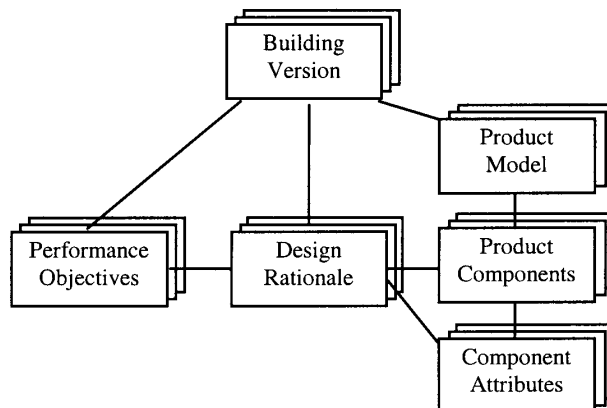 Building
Version
Product
Model
Performance
Objectives
Design
Rationale
Product
Components
Component
Attributes